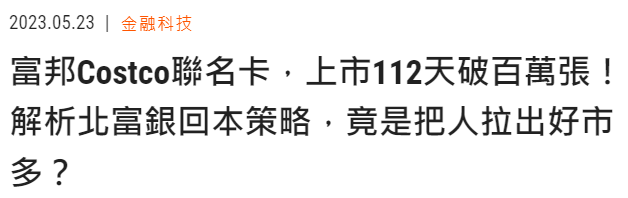 2023.05.23 | 金融科技
富邦Costco聯名卡，上市112天破百萬張！
解析北富銀回本策略，竟是把人拉出好市
多？